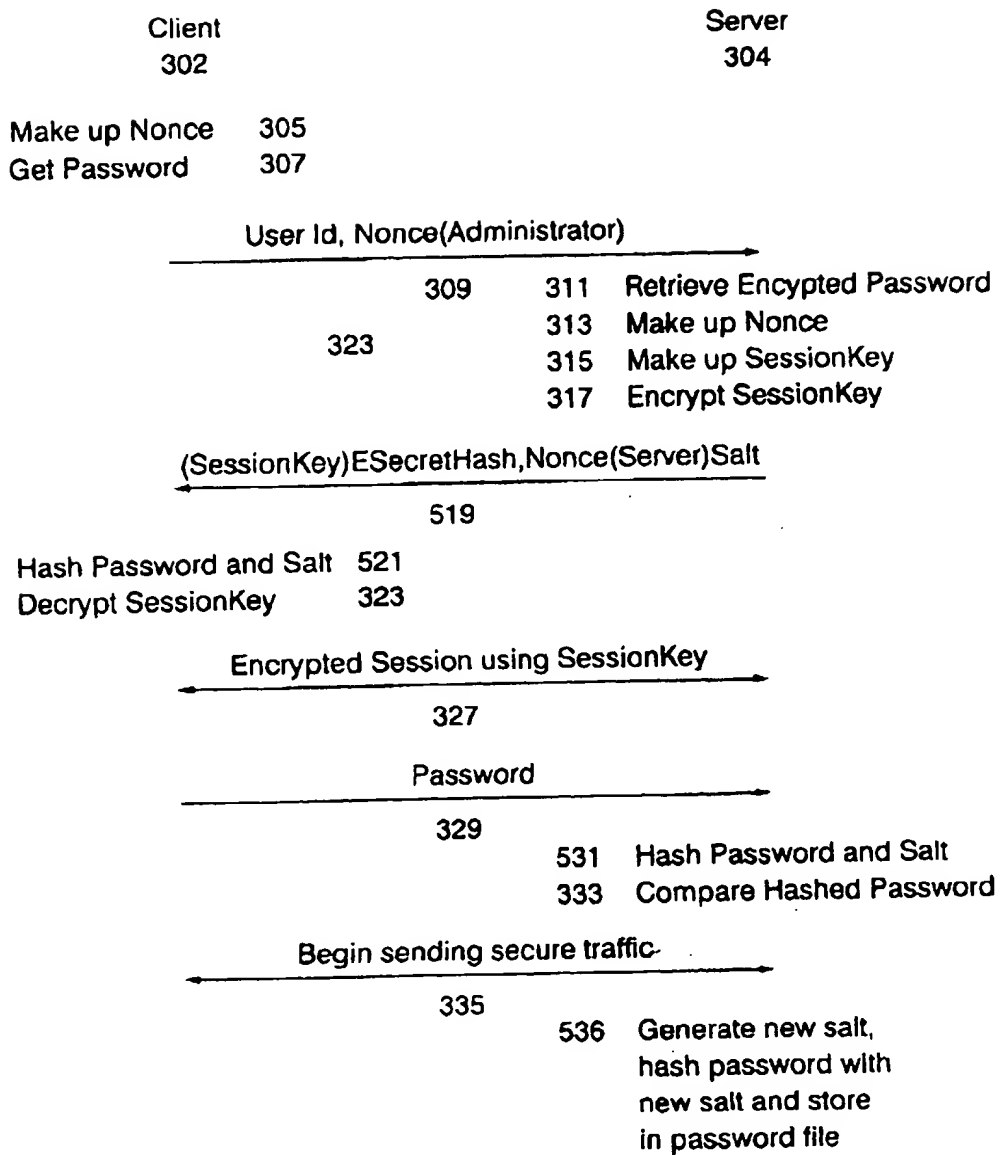 Client Server
302 304
Make up Nonce 305
Get Password 307
User Id, Nonce(Administrator)
309 311 Retrieve Encypted Password
313 Make up Nonce
323
315 Make up SessionKey
317 Encrypt SessionKey
(SessionKey)ESecretHash,Nonce(Server)Salt
519
Hash Password and Salt 521
Decrypt SessionKey 323
Encrypted Session using SessionKey
327
Password
329
531 Hash Password and Salt
333 Compare Hashed Password
Begin sending secure traffic
335
536 Generate new salt,
hash password with
new salt and store
in password file